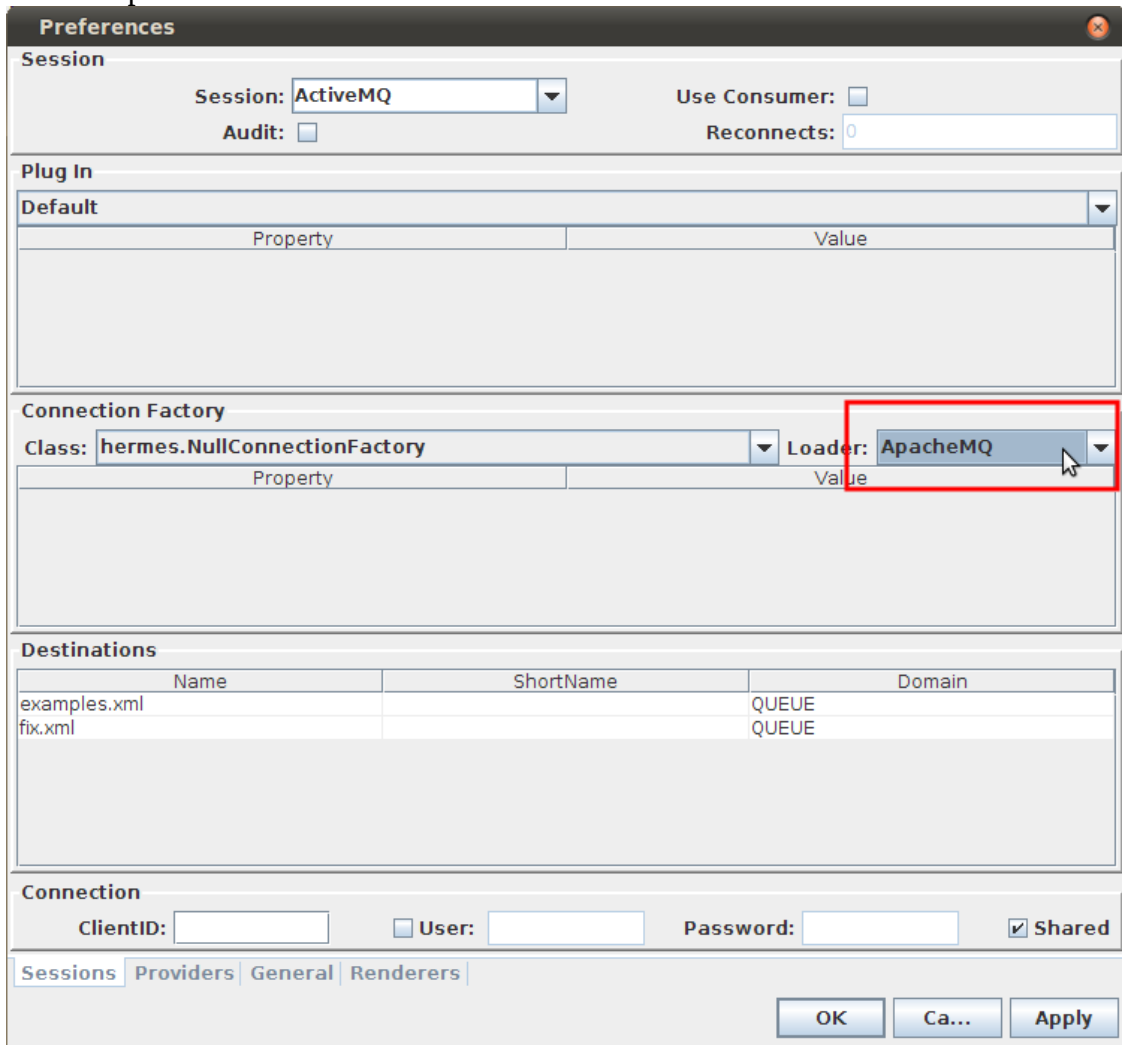 Preferences
Session
Session: ActiveMQ Use Consumer:
Audit: Reconnects: 0
Plug In
Default
Property Value
Connection Factory
Class: hermes.NullConnectionFactory Loader: ApacheMQ
Property Value
Destinations
Name ShortName Domain
examples.xml QUEUE
fix.xml QUEUE
Connection
ClientID: User: Password: Shared
Sessions Providers General Renderers
OK Ca... Apply